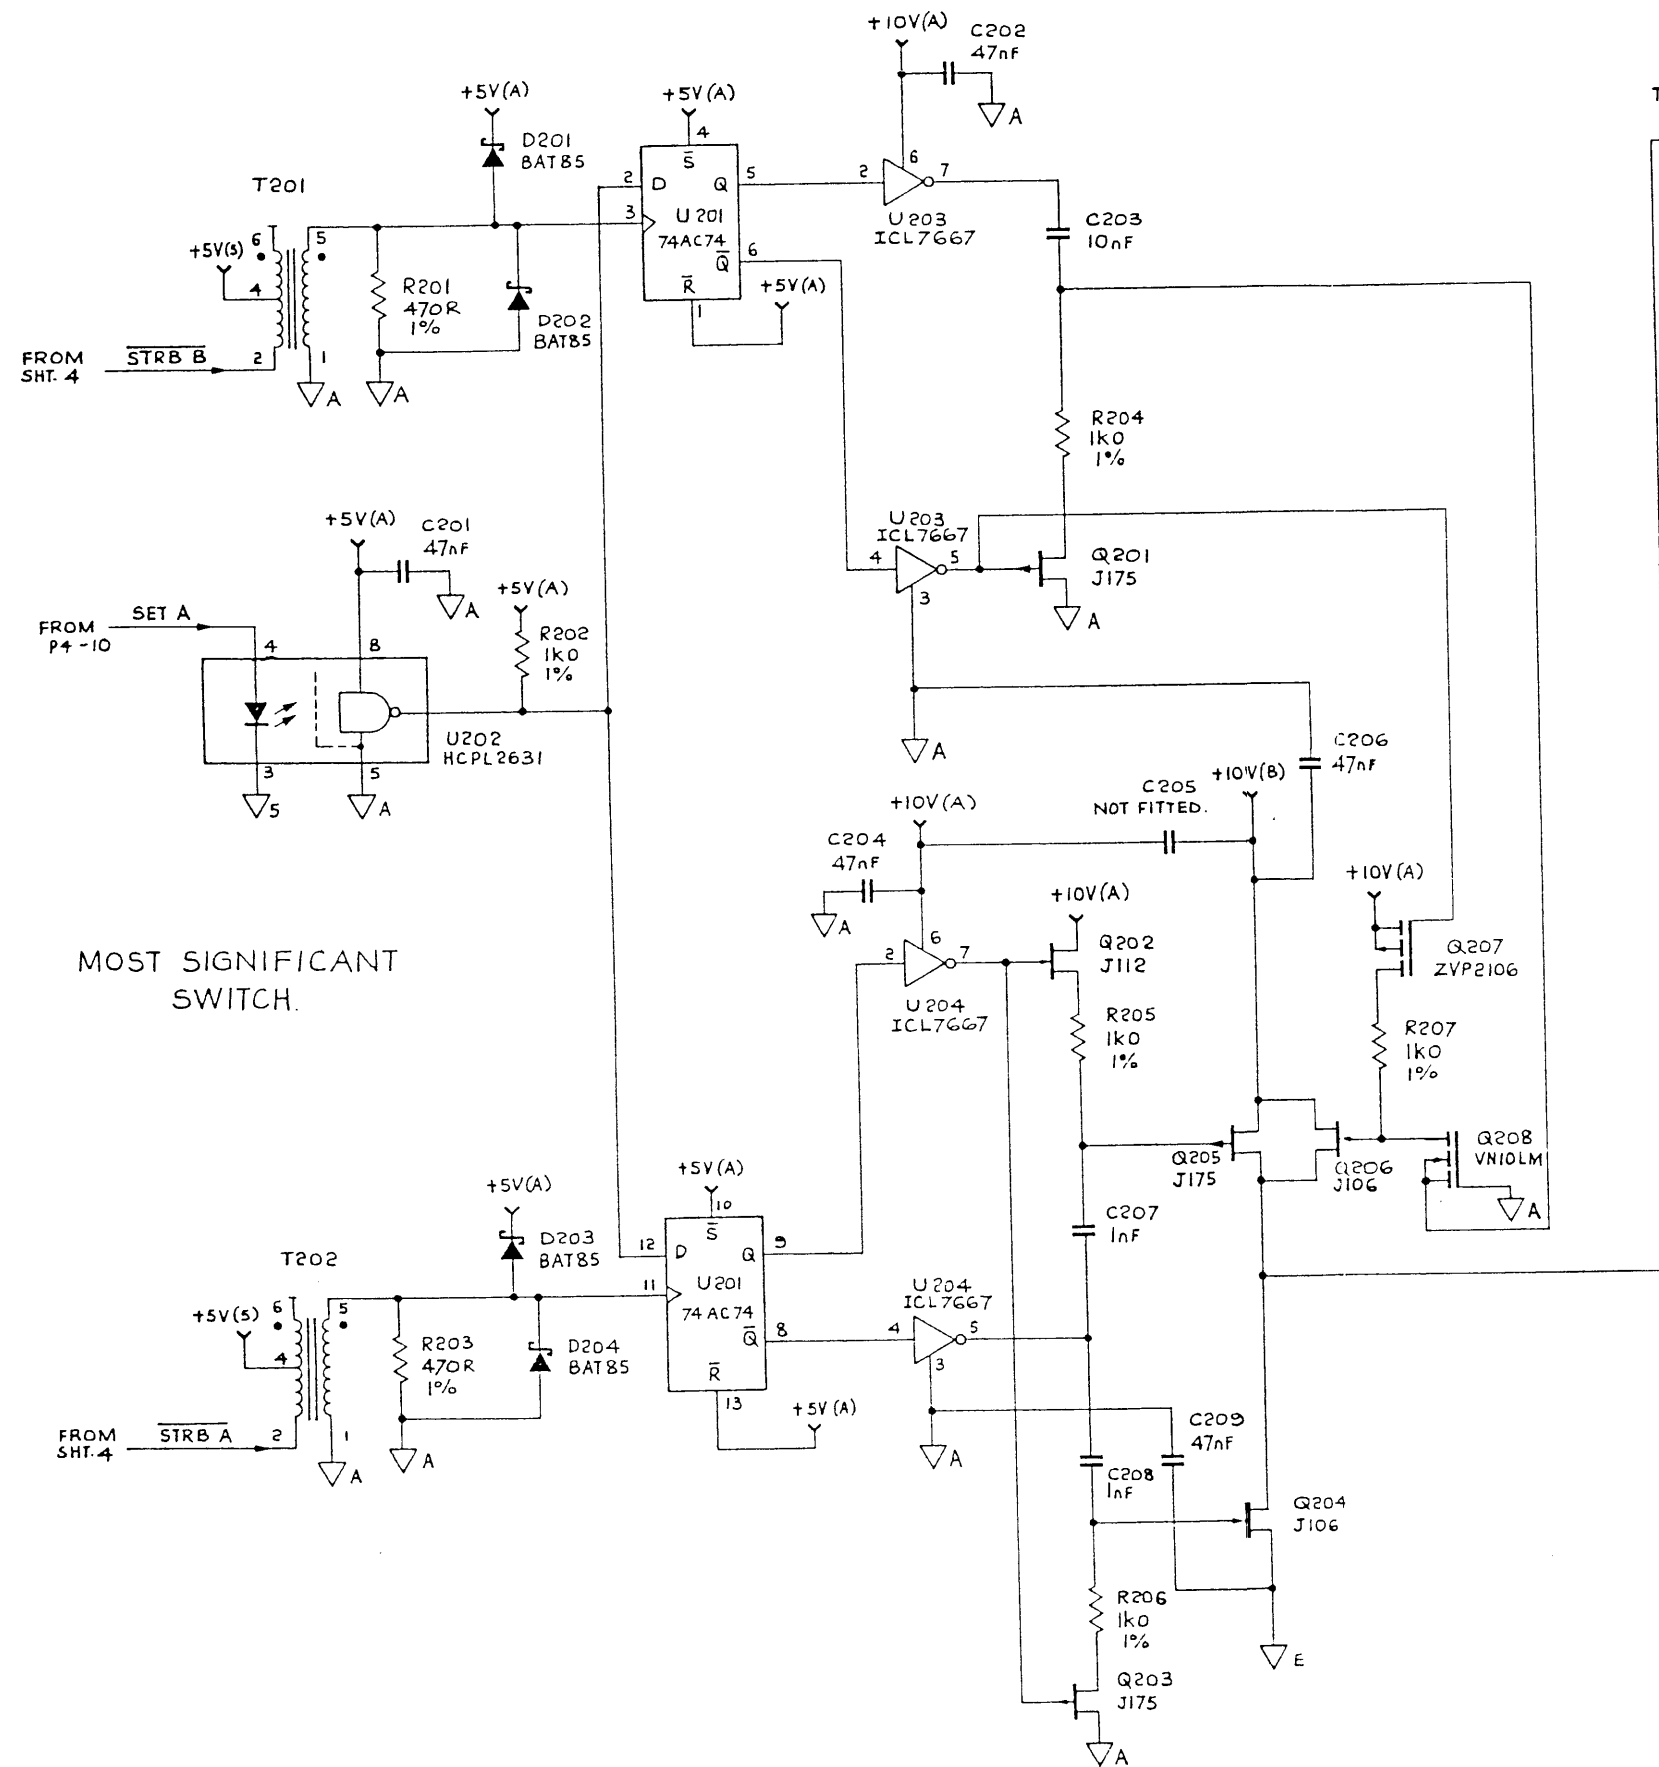 +10V(A)
C202
47nF
A
+5V(A)
D201
BAT85
+5V(A)
4
S̅
2
D
Q
5
3
U201
74AC74
Q̅
6
R̅
1
+5V(A)
2
6
7
U203
ICL7667
C203
10nF
T201
+5V(5)
6
5
4
2
1
A
FROM
SHT. 4
STRB B
R201
470R
1%
A
D202
BAT85
R204
1k0
1%
U203
ICL7667
4
5
3
Q201
J175
A
+5V(A)
C201
47nF
A
+5V(A)
R202
1k0
1%
FROM
P4-10
SET A
4
8
3
5
5
A
U202
HCPL2631
A
C206
47nF
+10V(B)
C205
NOT FITTED.
+10V(A)
C204
47nF
A
+10V(A)
+10V(A)
MOST SIGNIFICANT
SWITCH.
2
6
7
U204
ICL7667
Q202
J112
R205
1k0
1%
Q207
ZVP2106
R207
1k0
1%
Q205
J175
Q206
J106
Q208
VN10LM
A
C207
1nF
+5V(A)
10
S̅
12
D
Q
9
11
U201
74AC74
Q̅
8
R̅
13
+5V(A)
+5V(A)
D203
BAT85
T202
+5V(5)
6
5
4
2
1
A
FROM
SHT.4
STRB A
R203
470R
1%
A
D204
BAT85
U204
ICL7667
4
5
3
A
C209
47nF
C208
1nF
Q204
J106
R206
1k0
1%
E
Q203
J175
A